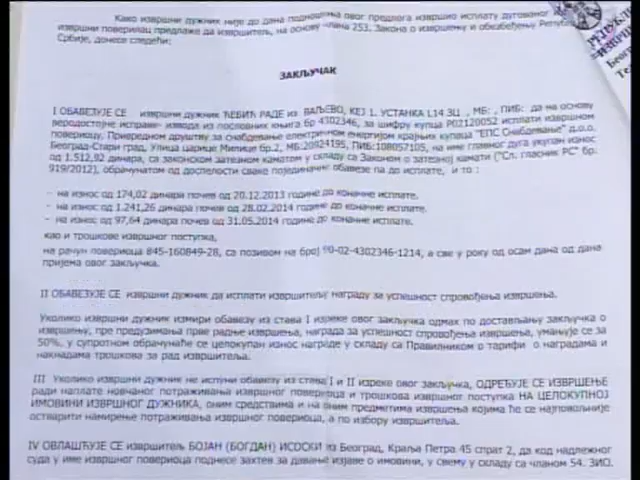 Како извршни дужник није до дана подношења овог предлога извршио исплату дугованог
извршни поверилац предлаже да извршитељ, на основу члана 253. Закона о извршењу и обезбеђењу
Србије, донесе следећи:
ЗАКЉУЧАК
I ОБАВЕЗУЈЕ СЕ извршни дужник ЋЕБИЋ РАДЕ из ВАЉЕВО, КЕЈ 1. УСТАНКА L14 3Ц , МБ: , ПИБ: да на основу
веродостојне исправе- извода из пословних књига бр 4302346, за шифру купца P02120052 исплати извршном
повериоцу, Привредном друштву за снабдевање електричном енергијом крајњих купаца "ЕПС Снабдевање" д.о.о.
Београд-Стари град, Улица царице Милице бр.2, МБ:20924195, ПИБ:108057105, на име главног дуга укупан износ
од 1.512,92 динара, са законском затезном каматом у складу са Законом о затезној камати ("Сл. гласник РС" бр.
919/2012), обрачунатом од доспелости сваке појединачне обавезе па до исплате, и то :
- на износ од 174,02 динара почев од 20.12.2013 године до коначне исплате.
- на износ од 1.241,26 динара почев од 28.02.2014 године до коначне исплате.
- на износ од 97,64 динара почев од 31.05.2014 године до коначне исплате.
као и трошкове извршног поступка,
на рачун повериоца 845-160849-28, са позивом на број 90-02-4302346-1214, а све у року од осам дана од дана
пријема овог закључка.
II ОБАВЕЗУЈЕ СЕ извршни дужник да исплати извршитељу награду за успешност спровођења извршења.
Уколико извршни дужник измири обавезу из става I изреке овог закључка одмах по достављању закључка о
извршењу, пре предузимања прве радње извршења, награда за успешност спровођења извршења, умањује се за
50%, у супротном обрачунаће се целокупан износ награде у складу са Правилником о тарифи о наградама и
накнадама трошкова за рад извршитеља.
III Уколико извршни дужник не испуни обавезу из става I и II изреке овог закључка, ОДРЕЂУЈЕ СЕ ИЗВРШЕЊЕ
ради наплате новчаног потраживања извршног повериоца и трошкова извршног поступка НА ЦЕЛОКУПНОЈ
ИМОВИНИ ИЗВРШНОГ ДУЖНИКА, оним средствима и на оним предметима извршења којима ће се најповољније
остварити намирење потраживања извршног повериоца, а по избору извршитеља.
IV ОВЛАШЋУЈЕ СЕ извршитељ БОЈАН (БОГДАН) ИСОСКИ из Београд, Краља Петра 45 спрат 2, да код надлежног
суда у име извршног повериоца поднесе захтев за давање изјаве о имовини, у свему у складу са чланом 54. ЗИО.